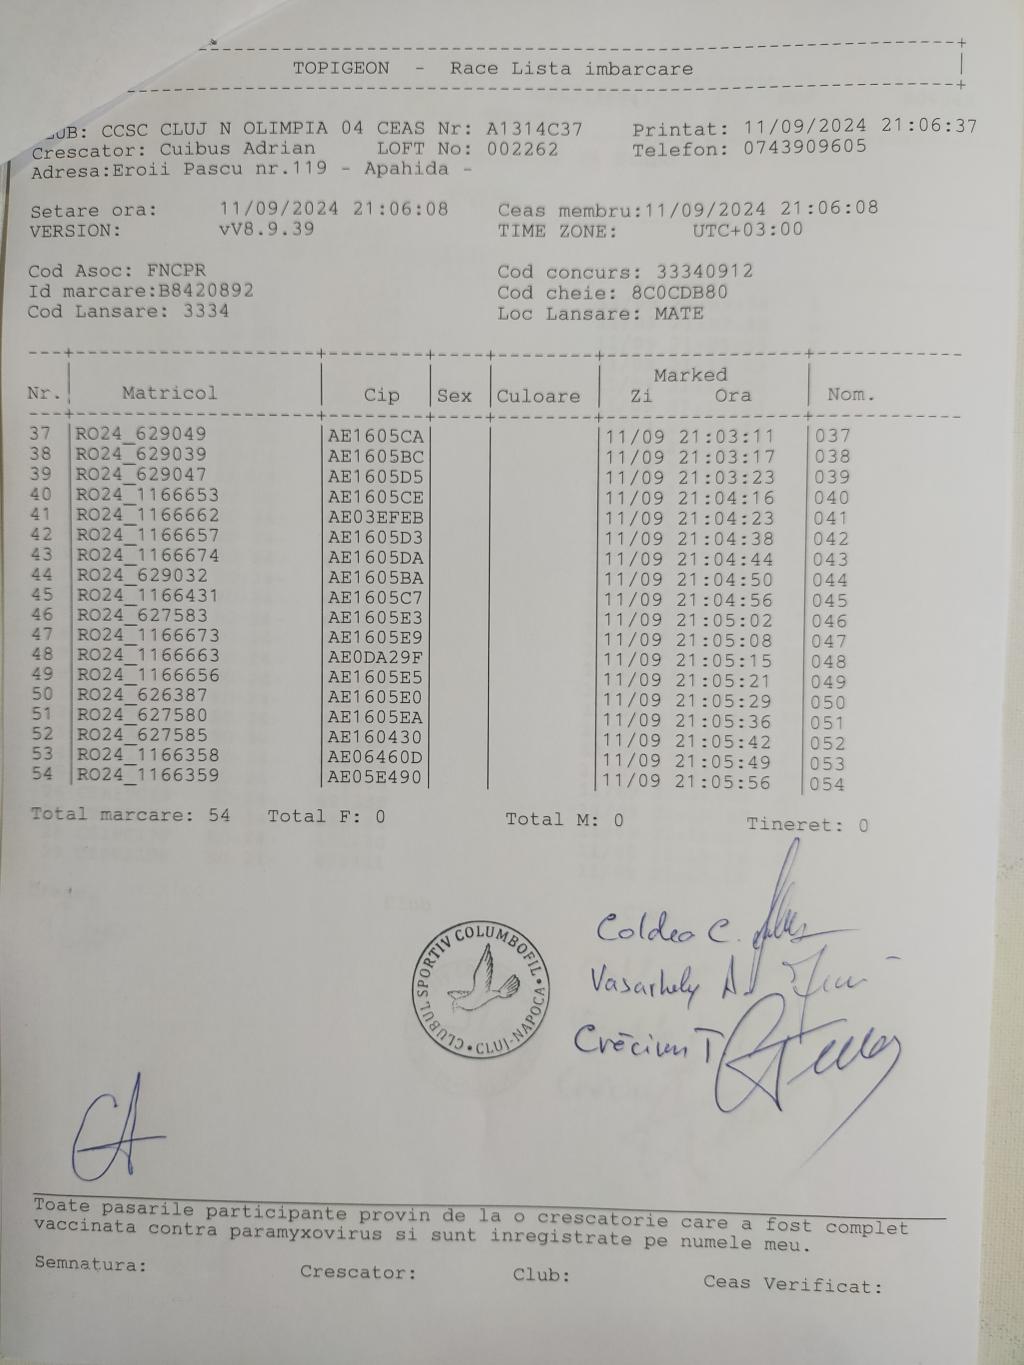 TOPIGEON - Race Lista imbarcare
CLUB: CCSC CLUJ N OLIMPIA 04 CEAS Nr: A1314C37 Printat: 11/09/2024 21:06:37
Crescator: Cuibus Adrian LOFT No: 002262 Telefon: 0743909605
Adresa:Eroii Pascu nr.119 - Apahida -
Setare ora: 11/09/2024 21:06:08 Ceas membru:11/09/2024 21:06:08
VERSION: vV8.9.39 TIME ZONE: UTC+03:00
Cod Asoc: FNCPR Cod concurs: 33340912
Id marcare:B8420892 Cod cheie: 8C0CDB80
Cod Lansare: 3334 Loc Lansare: MATE
Marked
Nr. Matricol Cip Sex Culoare Zi Ora Nom.
37 RO24_629049 AE1605CA 11/09 21:03:11 037
38 RO24_629039 AE1605BC 11/09 21:03:17 038
39 RO24_629047 AE1605D5 11/09 21:03:23 039
40 RO24_1166653 AE1605CE 11/09 21:04:16 040
41 RO24_1166662 AE03EFEB 11/09 21:04:23 041
42 RO24_1166657 AE1605D3 11/09 21:04:38 042
43 RO24_1166674 AE1605DA 11/09 21:04:44 043
44 RO24_629032 AE1605BA 11/09 21:04:50 044
45 RO24_1166431 AE1605C7 11/09 21:04:56 045
46 RO24_627583 AE1605E3 11/09 21:05:02 046
47 RO24_1166673 AE1605E9 11/09 21:05:08 047
48 RO24_1166663 AE0DA29F 11/09 21:05:15 048
49 RO24_1166656 AE1605E5 11/09 21:05:21 049
50 RO24_626387 AE1605E0 11/09 21:05:29 050
51 RO24_627580 AE1605EA 11/09 21:05:36 051
52 RO24_627585 AE160430 11/09 21:05:42 052
53 RO24_1166358 AE06460D 11/09 21:05:49 053
54 RO24_1166359 AE05E490 11/09 21:05:56 054
Total marcare: 54 Total F: 0 Total M: 0 Tineret: 0
CLUBUL SPORTIV COLUMBOFIL • CLUJ-NAPOCA •
Coldea C.
Vasarhely A.
Crăciun T
Toate pasarile participante provin de la o crescatorie care a fost complet
vaccinata contra paramyxovirus si sunt inregistrate pe numele meu.
Semnatura: Crescator: Club: Ceas Verificat: